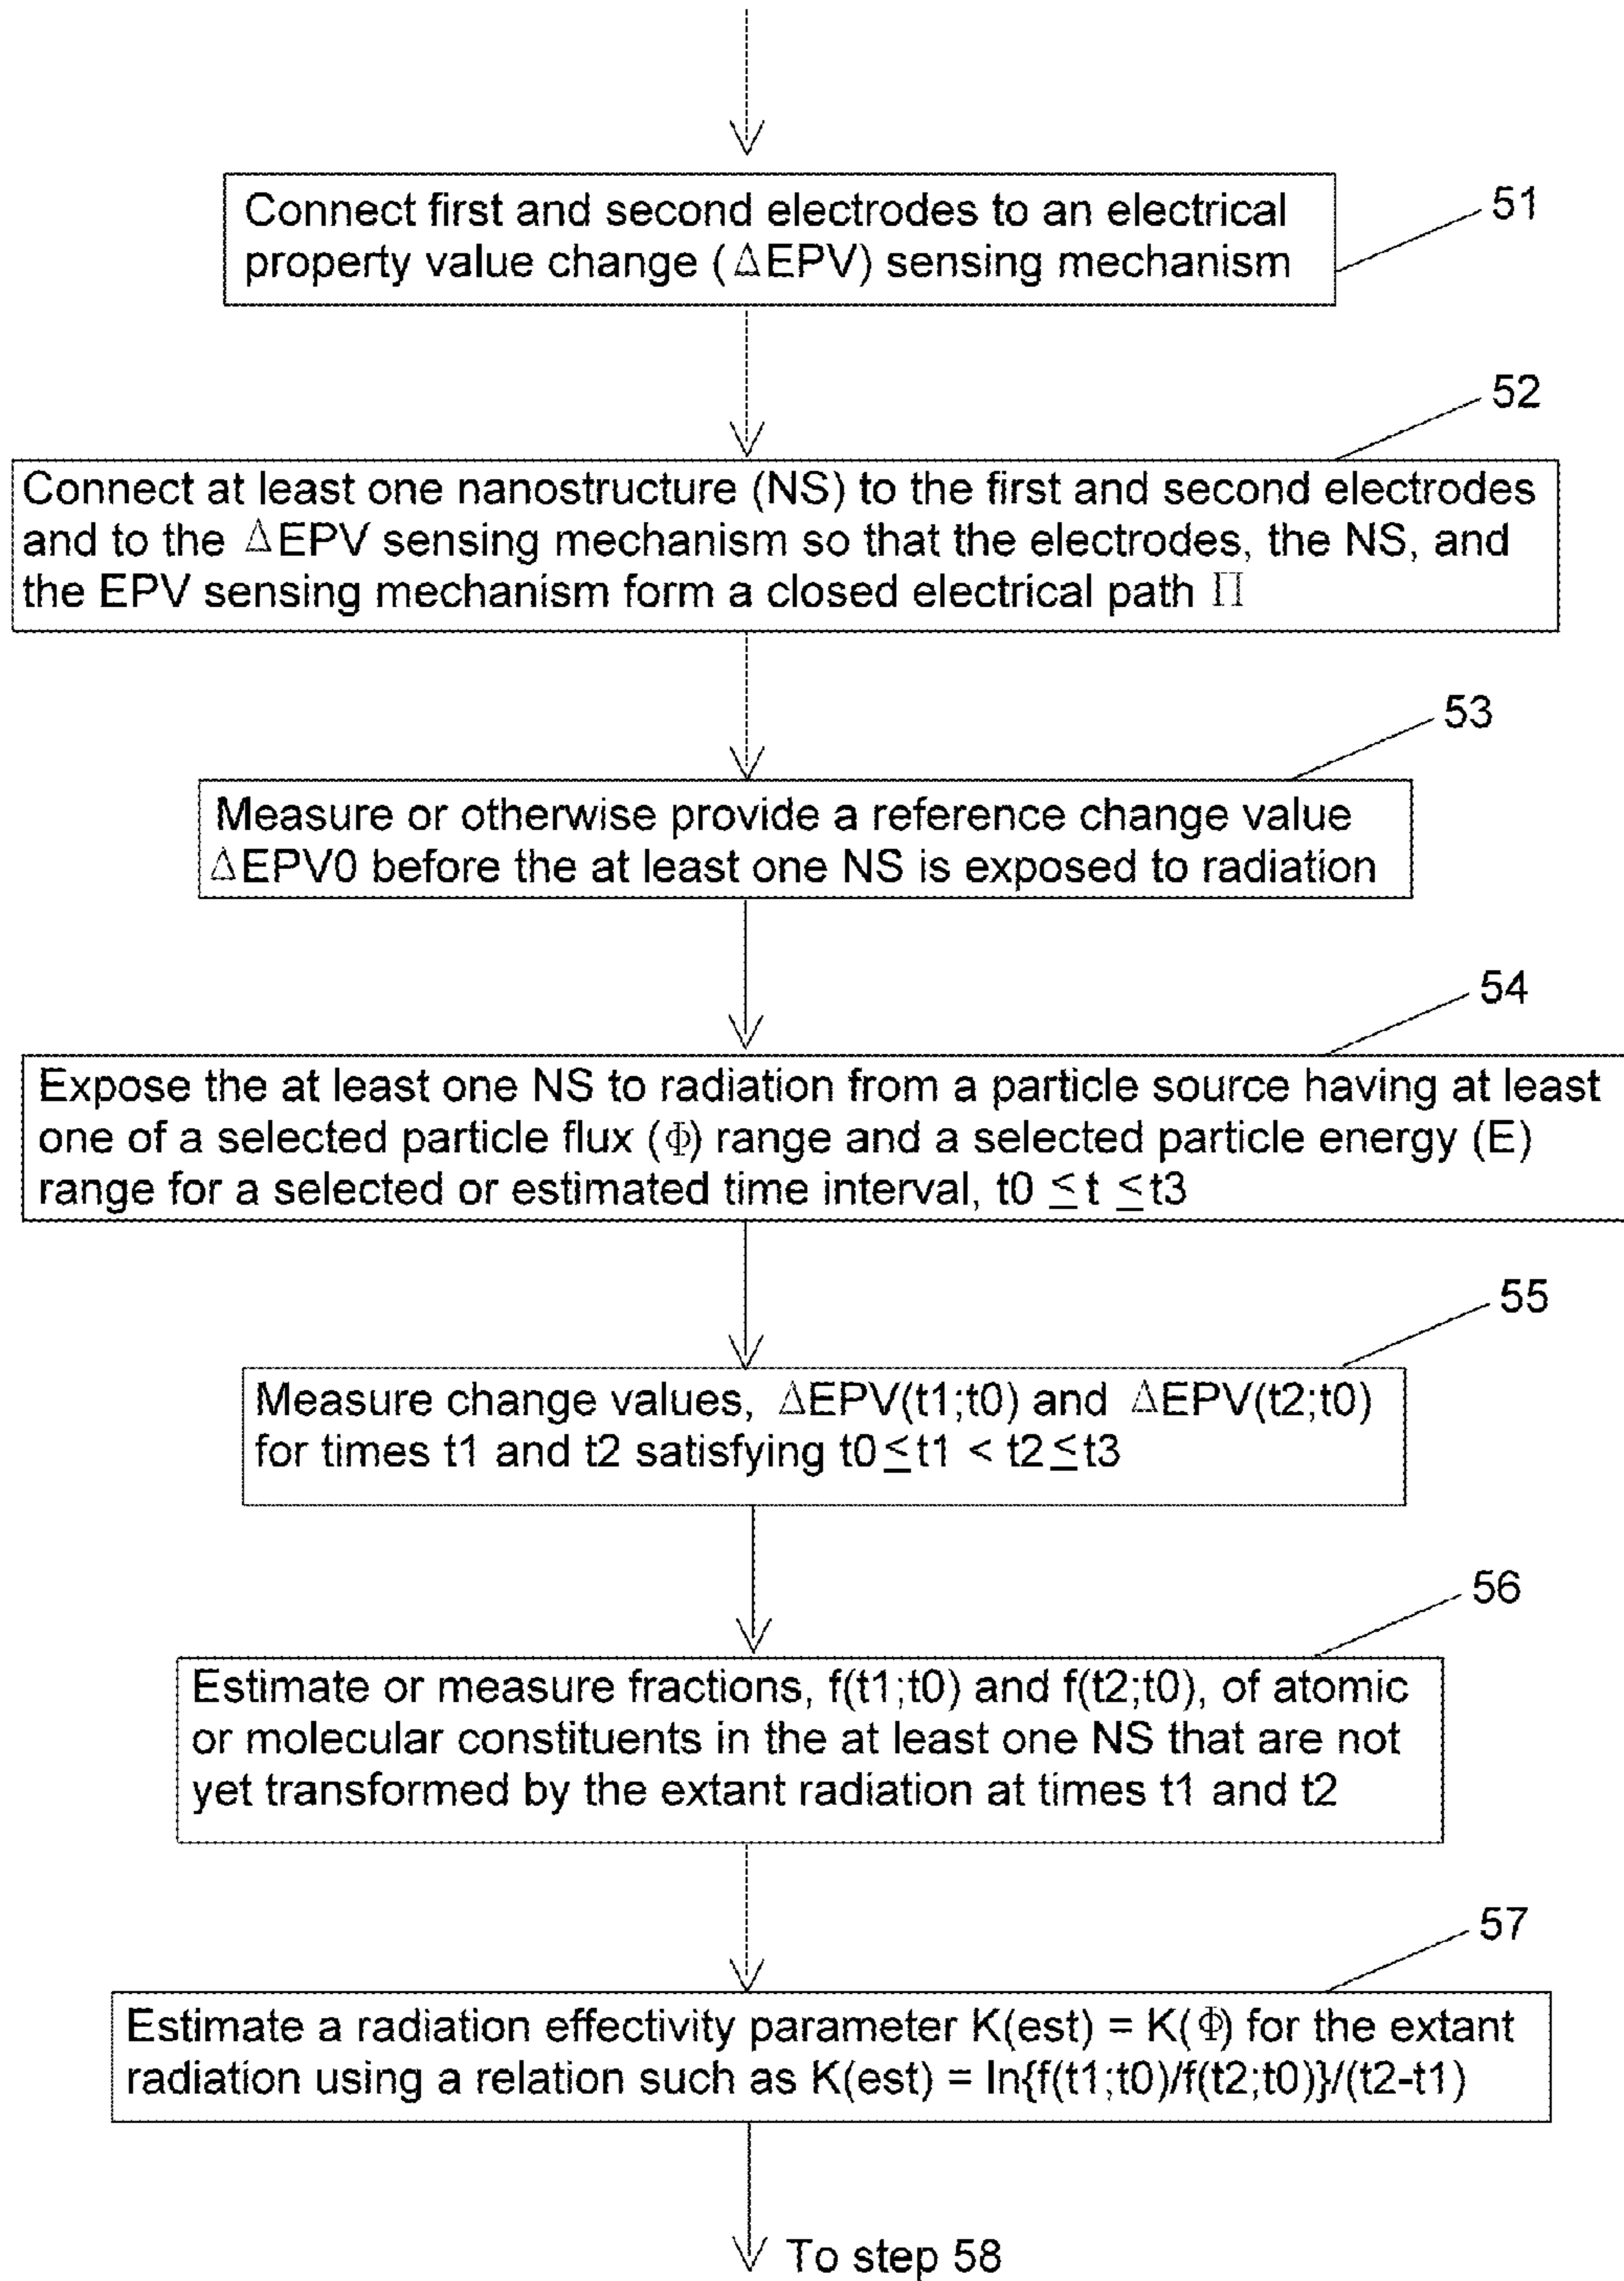 51
Connect first and second electrodes to an electrical
property value change (ΔEPV) sensing mechanism
52
Connect at least one nanostructure (NS) to the first and second electrodes
and to the ΔEPV sensing mechanism so that the electrodes, the NS, and
the EPV sensing mechanism form a closed electrical path Π
53
Measure or otherwise provide a reference change value
ΔEPV0 before the at least one NS is exposed to radiation
54
Expose the at least one NS to radiation from a particle source having at least
one of a selected particle flux (Φ) range and a selected particle energy (E)
range for a selected or estimated time interval, t0 ≤ t ≤ t3
55
Measure change values, ΔEPV(t1;t0) and ΔEPV(t2;t0)
for times t1 and t2 satisfying t0 ≤ t1 < t2 ≤ t3
56
Estimate or measure fractions, f(t1;t0) and f(t2;t0), of atomic
or molecular constituents in the at least one NS that are not
yet transformed by the extant radiation at times t1 and t2
57
Estimate a radiation effectivity parameter K(est) = K(Φ) for the extant
radiation using a relation such as K(est) = ln{f(t1;t0)/f(t2;t0)}/(t2-t1)
To step 58